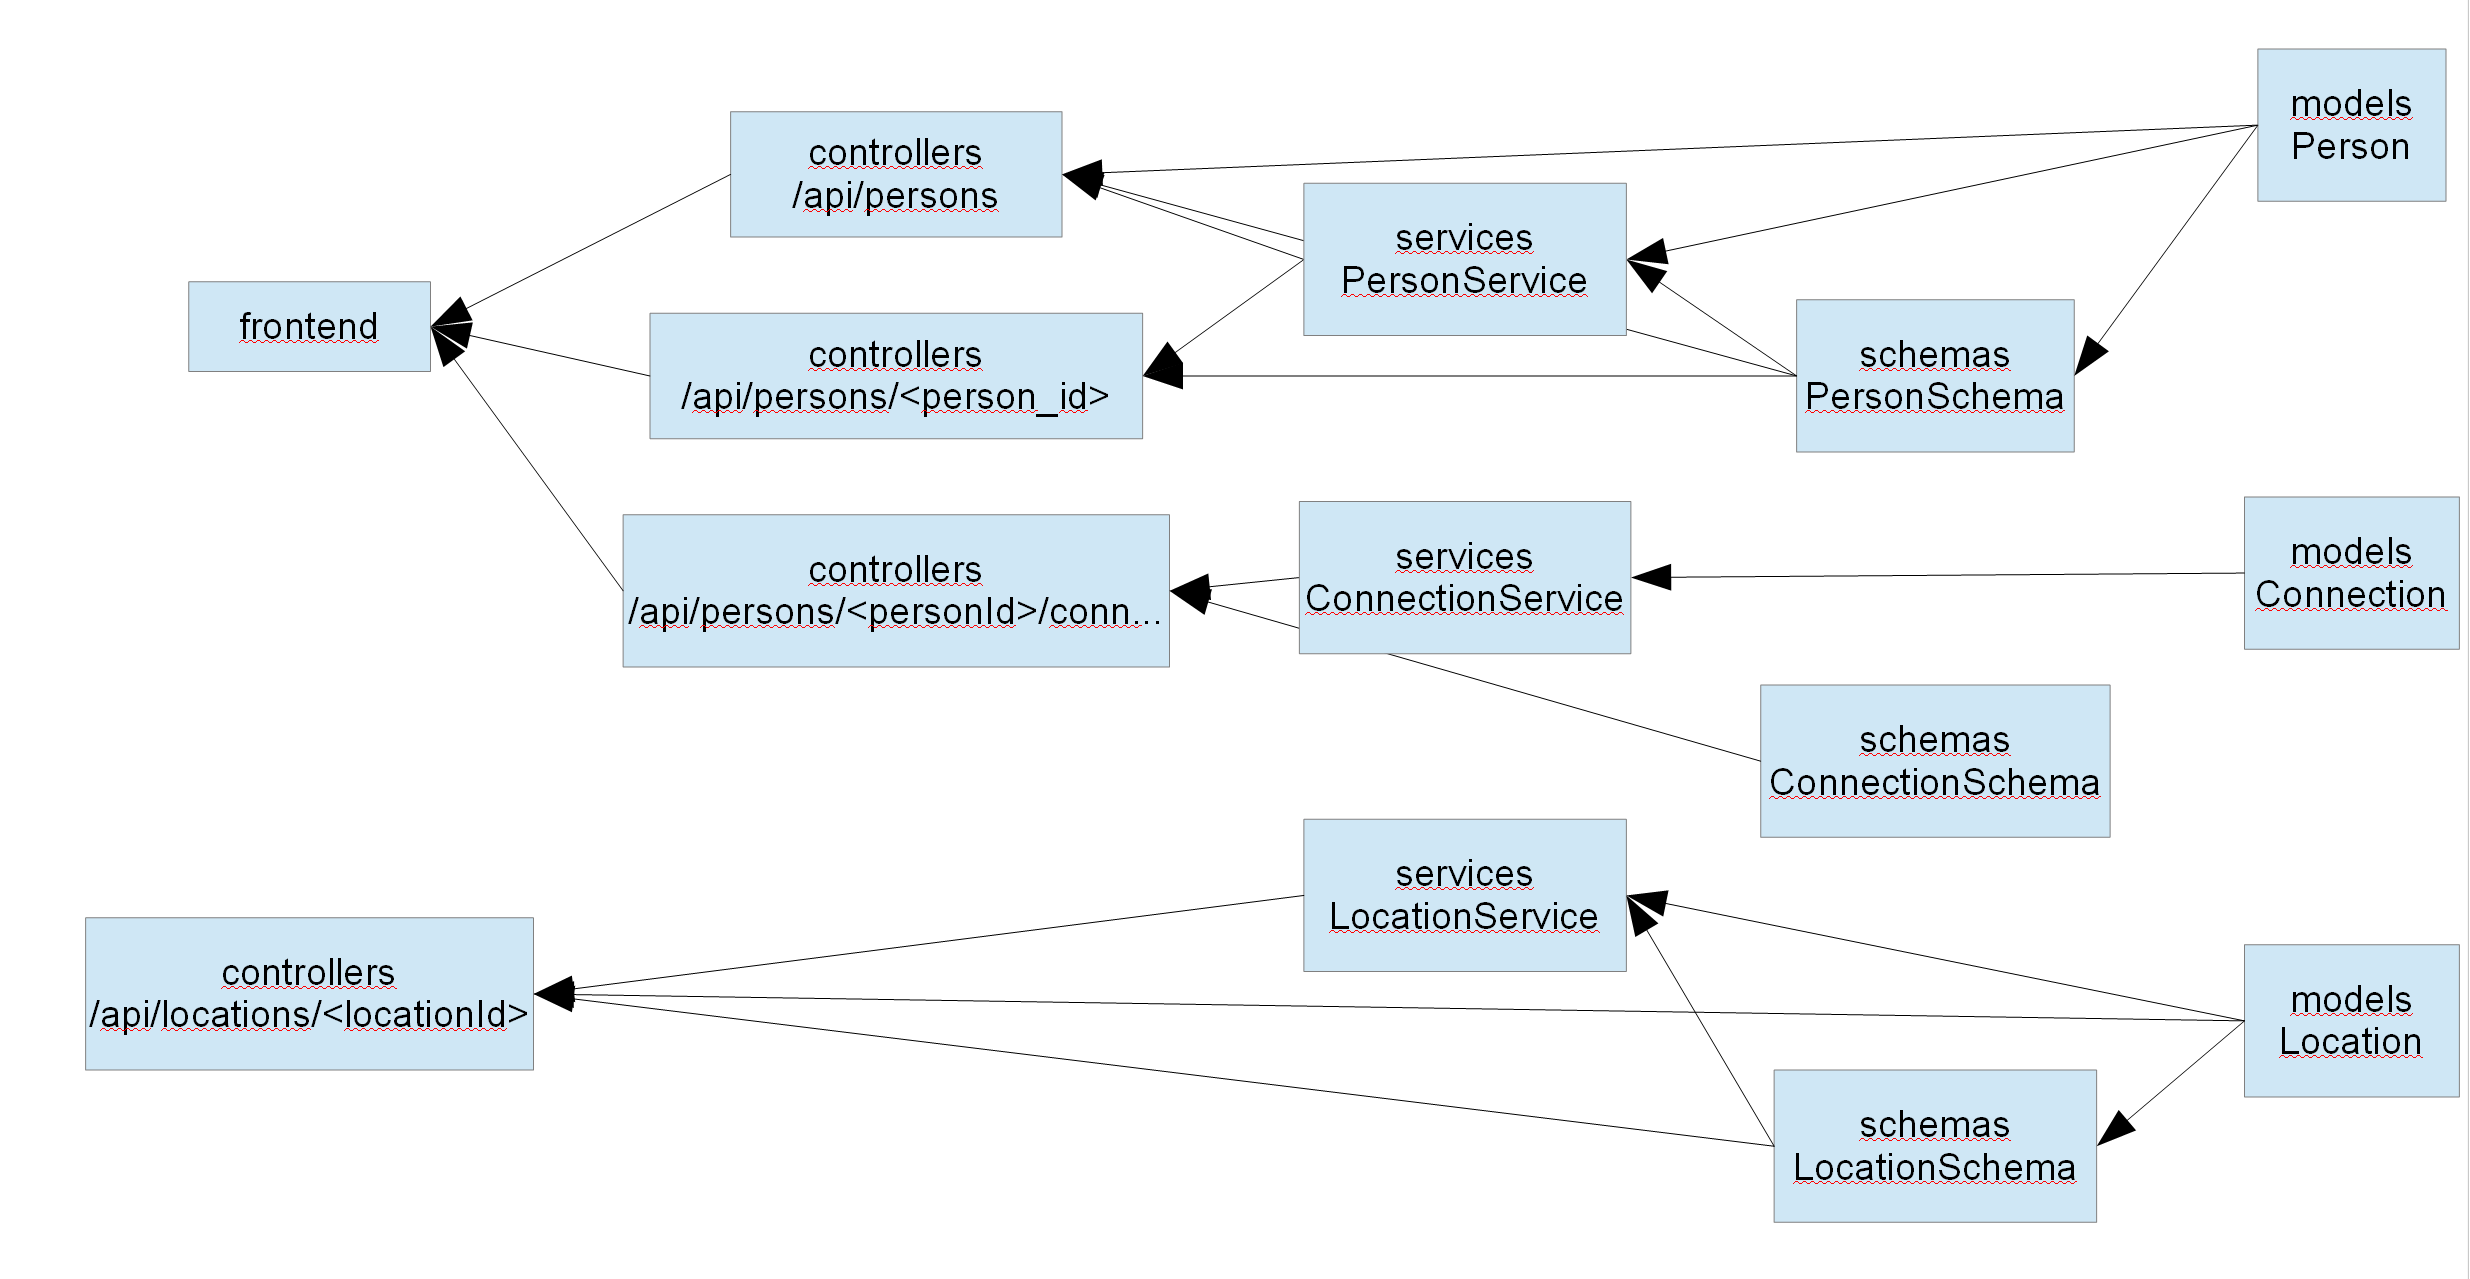 models
Person
controllers
/api/persons
services
PersonService
frontend
controllers
/api/persons/<person_id>
schemas
PersonSchema
controllers
/api/persons/<personId>/conn...
services
ConnectionService
models
Connection
schemas
ConnectionSchema
services
LocationService
controllers
/api/locations/<locationId>
models
Location
schemas
LocationSchema